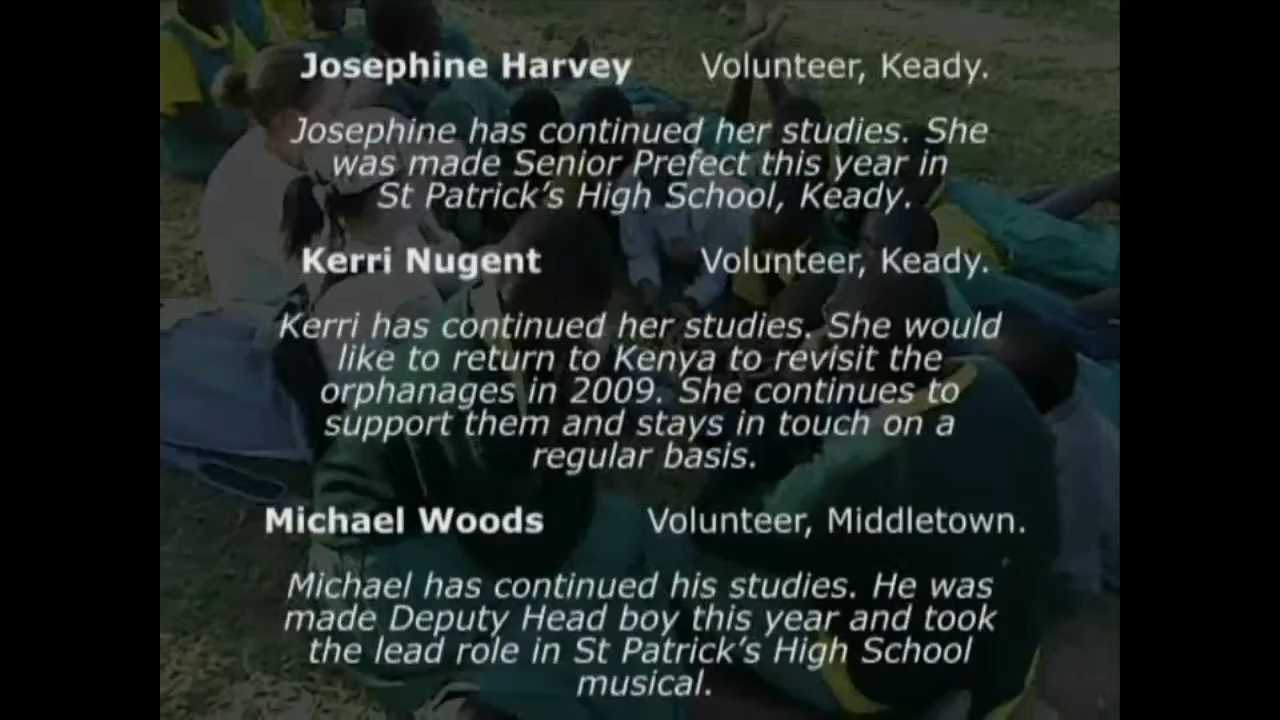 Josephine Harvey Volunteer, Keady.
Josephine has continued her studies. She
was made Senior Prefect this year in
St Patrick's High School, Keady.
Kerri Nugent Volunteer, Keady.
Kerri has continued her studies. She would
like to return to Kenya to revisit the
orphanages in 2009. She continues to
support them and stays in touch on a
regular basis.
Michael Woods Volunteer, Middletown.
Michael has continued his studies. He was
made Deputy Head boy this year and took
the lead role in St Patrick's High School
musical.